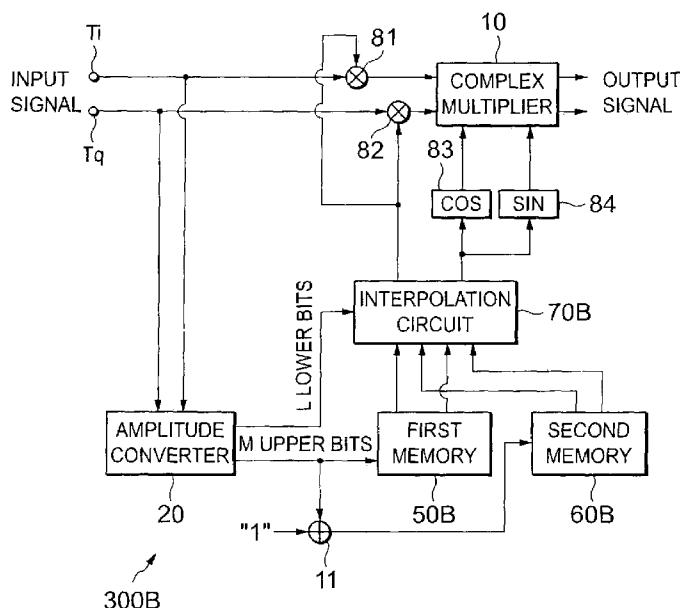 Ti
81
10
INPUT
SIGNAL
COMPLEX
MULTIPLIER
OUTPUT
SIGNAL
Tq
82
83
COS
SIN
84
L LOWER BITS
INTERPOLATION
CIRCUIT
70B
AMPLITUDE
CONVERTER
M UPPER BITS
FIRST
MEMORY
SECOND
MEMORY
20
50B
60B
"1"
11
300B